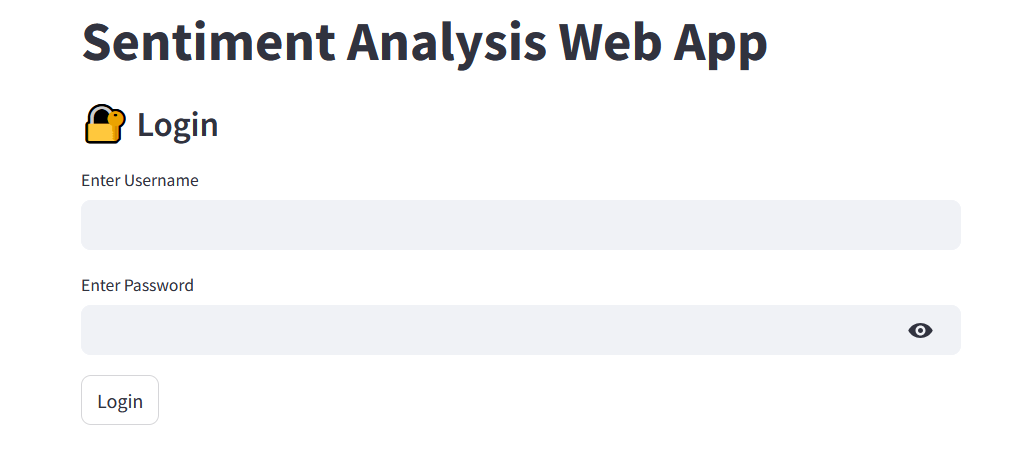 Sentiment Analysis Web App
Login
Enter Username
Enter Password
Login